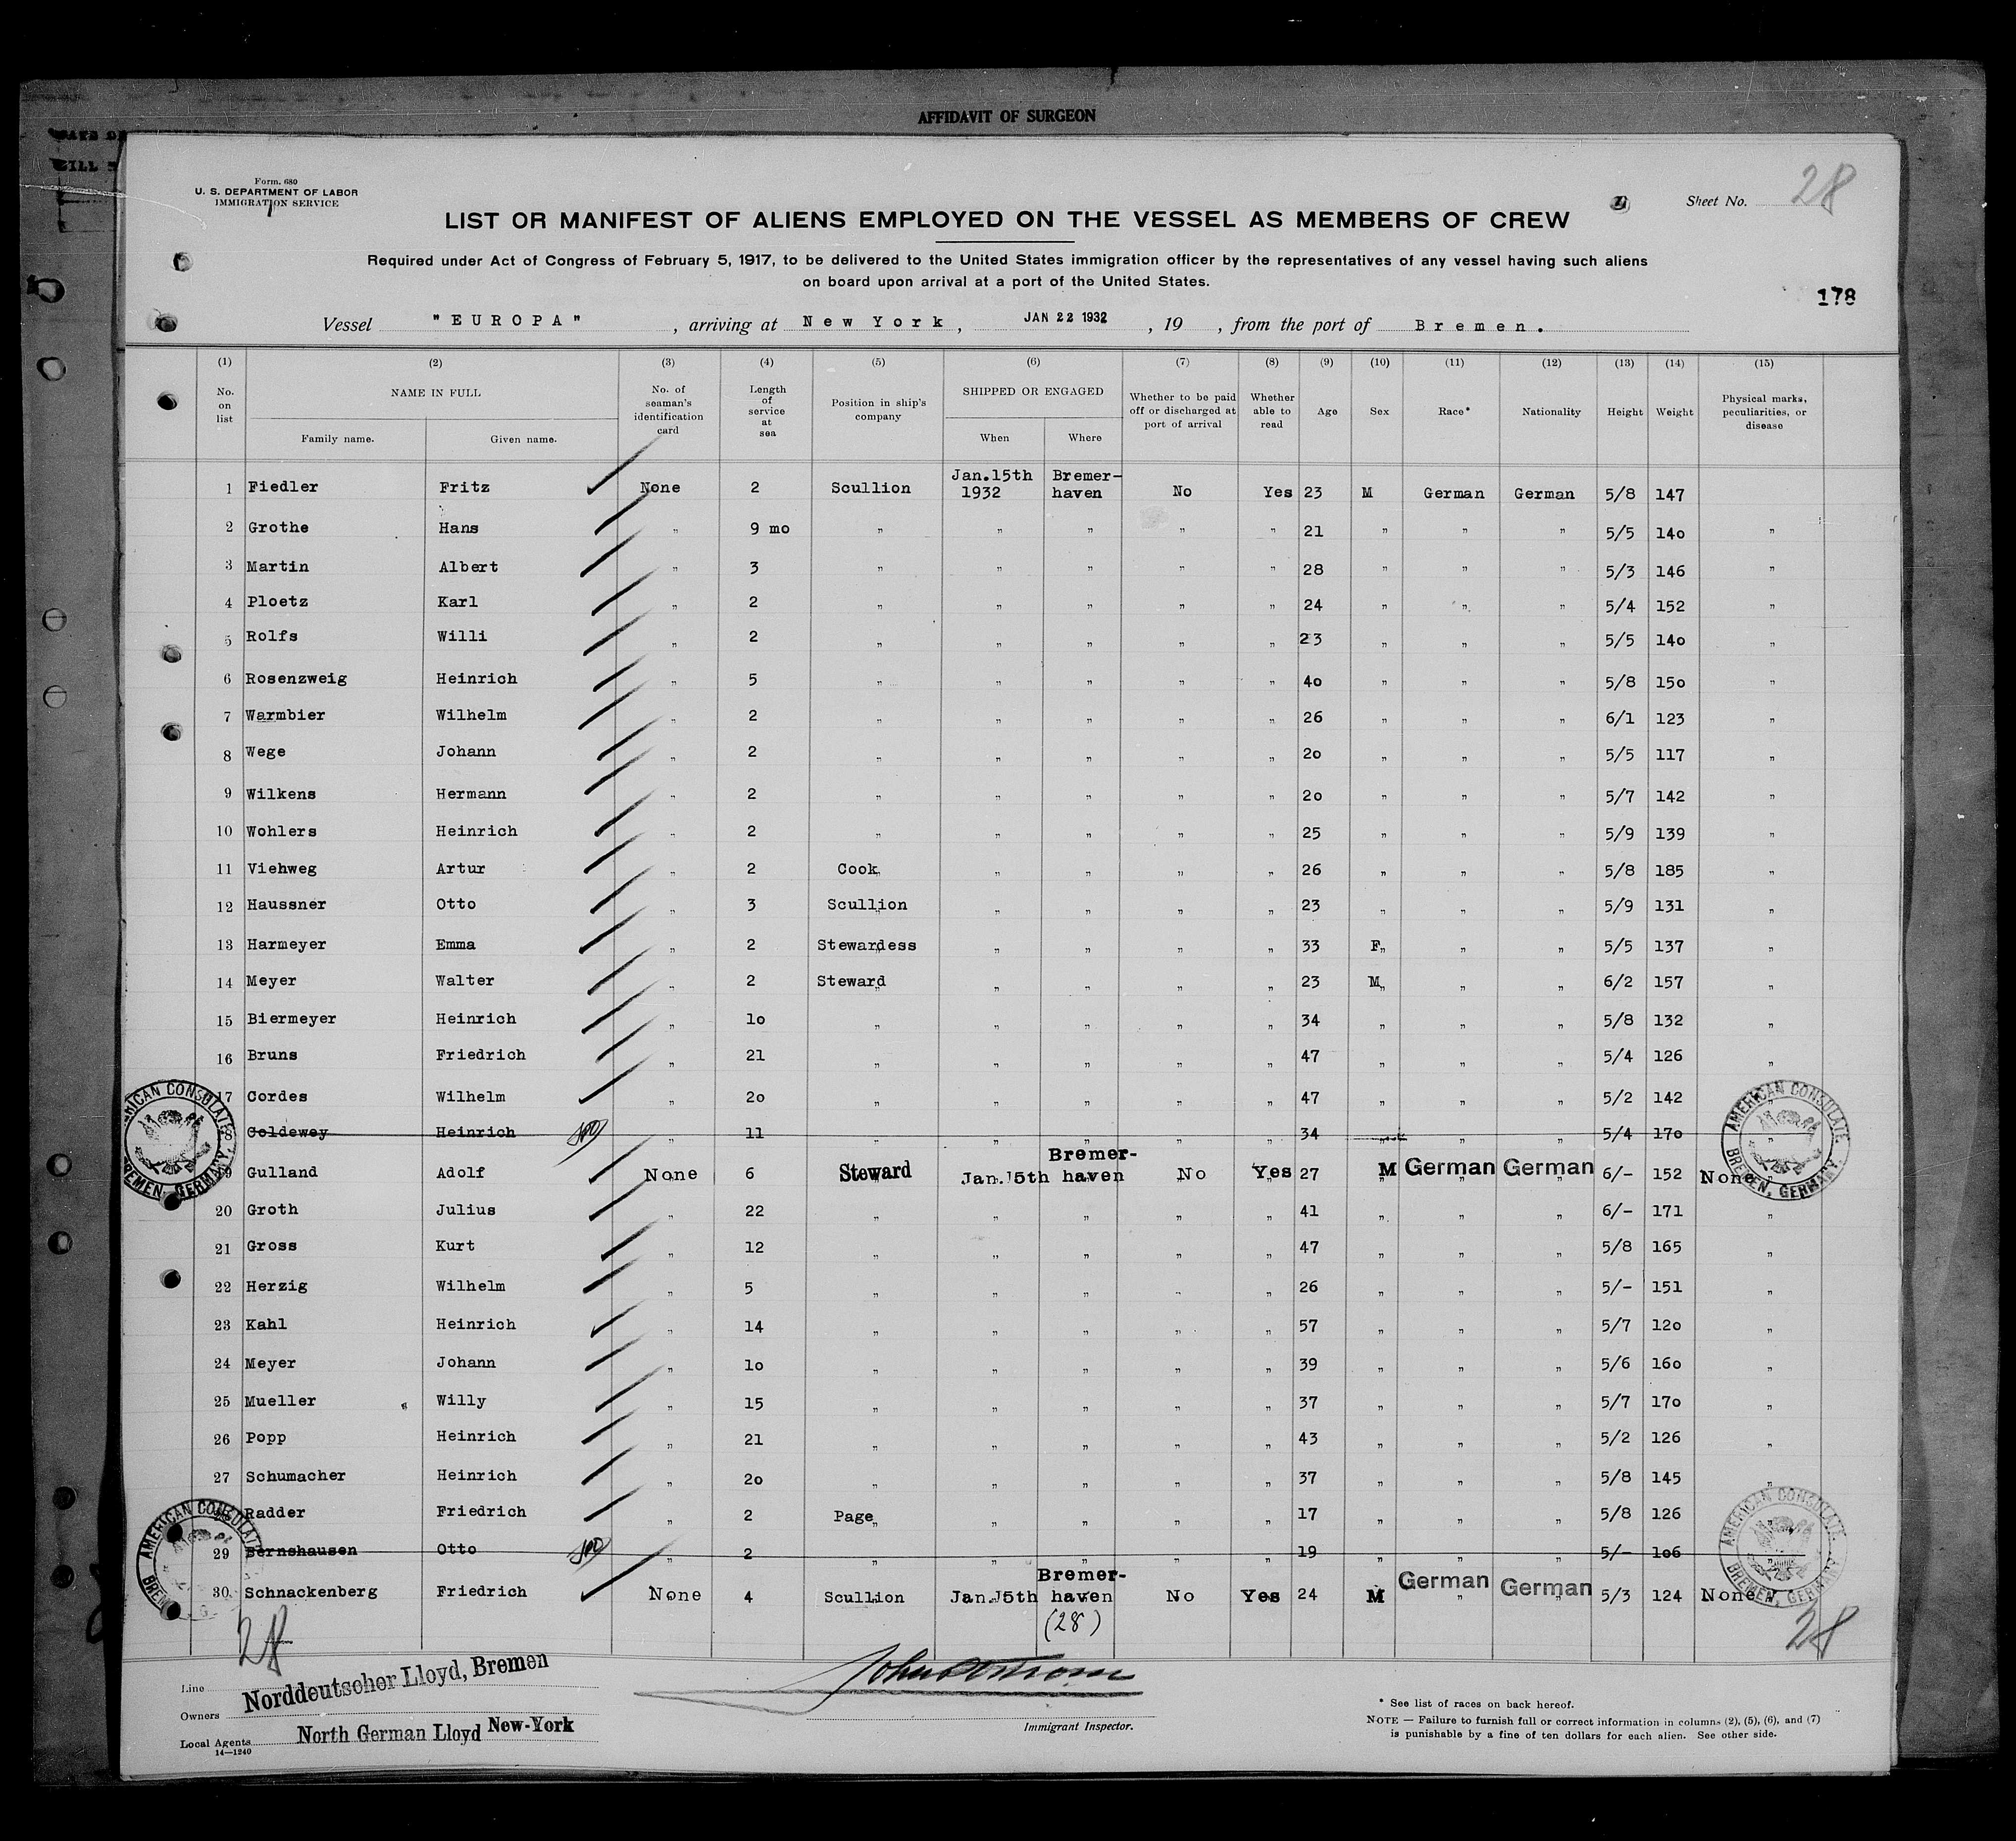 AFFIDAVIT OF SURGEON
Form. 680
U. S. DEPARTMENT OF LABOR
IMMIGRATION SERVICE
Sheet No. 28
LIST OR MANIFEST OF ALIENS EMPLOYED ON THE VESSEL AS MEMBERS OF CREW
Required under Act of Congress of February 5, 1917, to be delivered to the United States immigration officer by the representatives of any vessel having such aliens
on board upon arrival at a port of the United States.
178
Vessel "EUROPA", arriving at New York, JAN 22 1932, 19 , from the port of Bremen.
(1) (2) (3) (4) (5) (6) (7) (8) (9) (10) (11) (12) (13) (14) (15)
No. on list NAME IN FULL Family name. Given name. No. of seaman's identification card Length of service at sea Position in ship's company SHIPPED OR ENGAGED When Where Whether to be paid off or discharged at port of arrival Whether able to read Age Sex Race* Nationality Height Weight Physical marks, peculiarities, or disease
1 Fiedler Fritz None 2 Scullion Jan.15th 1932 Bremer-haven No Yes 23 M German German 5/8 147
2 Grothe Hans " 9 mo " " " " " 21 " " " 5/5 140 "
3 Martin Albert " 3 " " " " " 28 " " " 5/3 146 "
4 Ploetz Karl " 2 " " " " " 24 " " " 5/4 152 "
5 Rolfs Willi " 2 " " " " " 23 " " " 5/5 140 "
6 Rosenzweig Heinrich " 5 " " " " " 40 " " " 5/8 150 "
7 Warmbier Wilhelm " 2 " " " " " 26 " " " 6/1 123 "
8 Wege Johann " 2 " " " " " 20 " " " 5/5 117 "
9 Wilkens Hermann " 2 " " " " " 20 " " " 5/7 142 "
10 Wohlers Heinrich " 2 " " " " " 25 " " " 5/9 139 "
11 Viehweg Artur " 2 Cook " " " " 26 " " " 5/8 185 "
12 Haussner Otto " 3 Scullion " " " " 23 " " " 5/9 131 "
13 Harmeyer Emma " 2 Stewardess " " " " 33 F " " 5/5 137 "
14 Meyer Walter " 2 Steward " " " " 23 M " " 6/2 157 "
15 Biermeyer Heinrich " 10 " " " " " 34 " " " 5/8 132 "
16 Bruns Friedrich " 21 " " " " " 47 " " " 5/4 126 "
17 Cordes Wilhelm " 20 " " " " " 47 " " " 5/2 142 "
18 Coldewey Heinrich " 11 " " " " " 34 " " " 5/4 170 "
19 Gulland Adolf None 6 Steward Jan.15th Bremer-haven No Yes 27 M German German 6/- 152 None
20 Groth Julius " 22 " " " " " 41 " " " 6/- 171 "
21 Gross Kurt " 12 " " " " " 47 " " " 5/8 165 "
22 Herzig Wilhelm " 5 " " " " " 26 " " " 5/- 151 "
23 Kahl Heinrich " 14 " " " " " 57 " " " 5/7 120 "
24 Meyer Johann " 10 " " " " " 39 " " " 5/6 160 "
25 Mueller Willy " 15 " " " " " 37 " " " 5/7 170 "
26 Popp Heinrich " 21 " " " " " 43 " " " 5/2 126 "
27 Schumacher Heinrich " 20 " " " " " 37 " " " 5/8 145 "
28 Radder Friedrich " 2 Page " " " " 17 " " " 5/8 126 "
29 Bernshausen Otto " 2 " " " " " 19 " " " 5/- 106 "
30 Schnackenberg Friedrich None 4 Scullion Jan.15th Bremer-haven No Yes 24 M German German 5/3 124 None
(28)
28 28
AMERICAN CONSULATE BREMEN, GERMANY.
AMERICAN CONSULATE BREMEN, GERMANY.
AMERICAN CONSULATE BREMEN, GERMANY.
AMERICAN CONSULATE BREMEN, GERMANY.
Line
Owners Norddeutscher Lloyd, Bremen
Local Agents North German Lloyd New-York
14—1240
Immigrant Inspector.
* See list of races on back hereof.
NOTE — Failure to furnish full or correct information in columns (2), (5), (6), and (7)
is punishable by a fine of ten dollars for each alien. See other side.